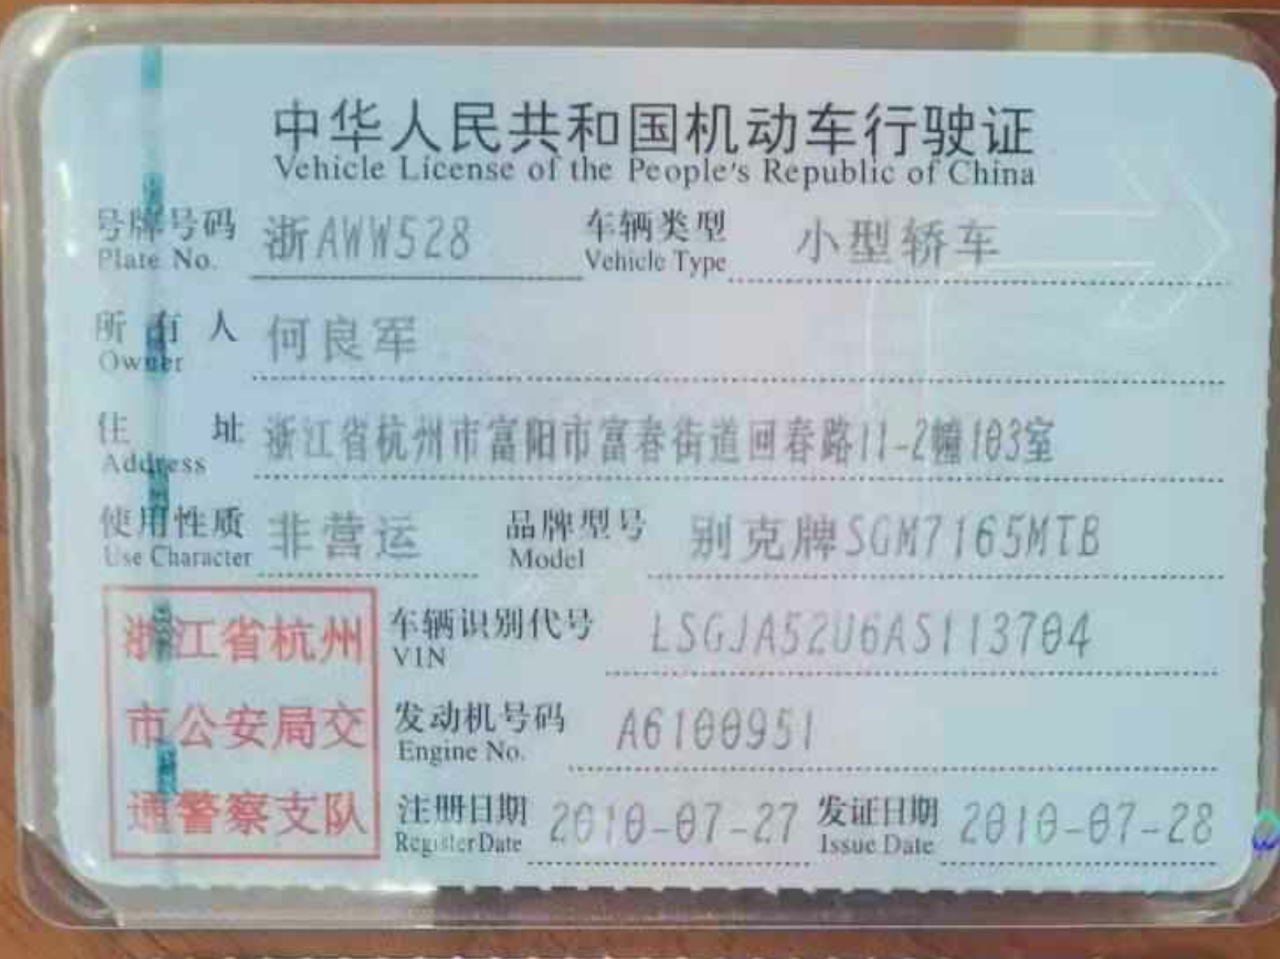 中华人民共和国机动车行驶证
Vehicle License of the People's Republic of China
号牌号码 浙AWW528 车辆类型 小型轿车
Plate No. Vehicle Type
所有人 何良军
Owner
住址 浙江省杭州市富阳市富春街道回春路11-2幢103室
Address
使用性质 非营运 品牌型号 别克牌SGM7165MTB
Use Character Model
浙江省杭州 车辆识别代号 LSGJA52U6AS113704
VIN
市公安局交 发动机号码 A6100951
Engine No.
通警察支队 注册日期 2010-07-27 发证日期 2010-07-28
Register Date Issue Date